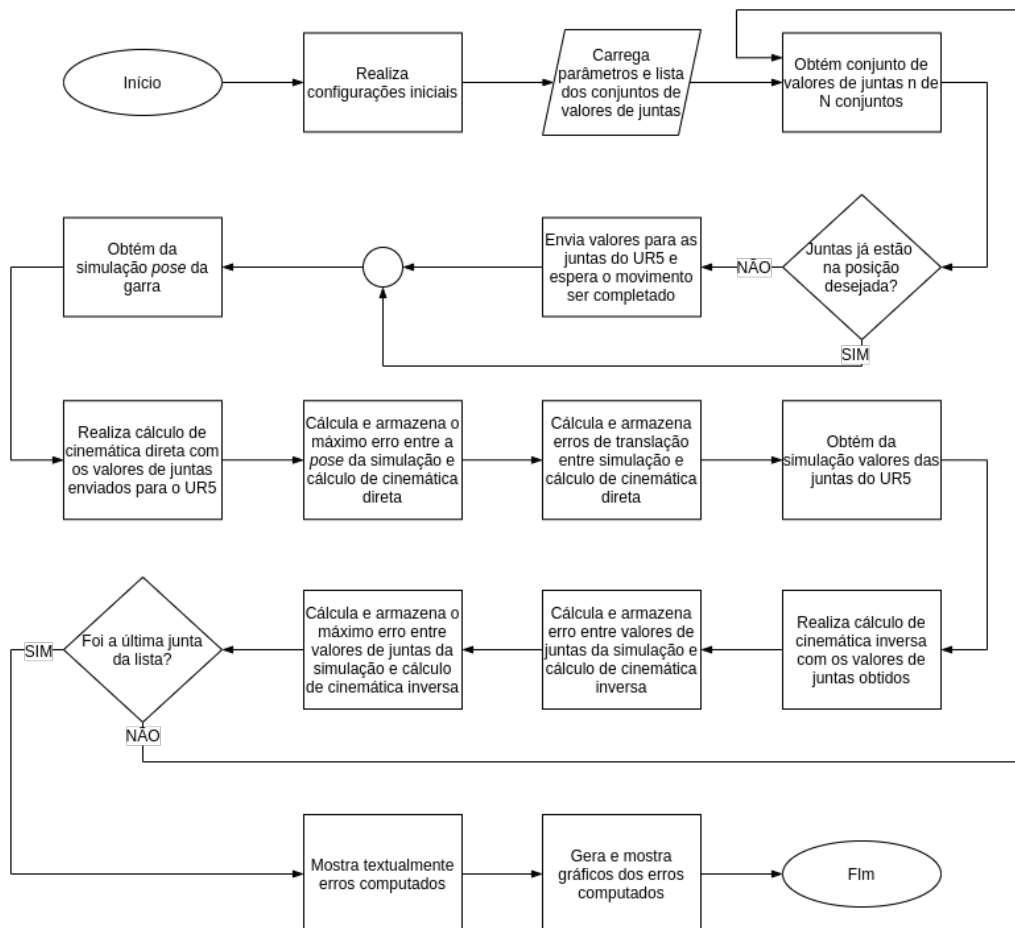 Início
Realiza
configurações iniciais
Carrega
parâmetros e lista
dos conjuntos de
valores de juntas
Obtém conjunto de
valores de juntas n de
N conjuntos
Juntas já estão
na posição
desejada?
NÃO
SIM
Envia valores para as
juntas do UR5 e
espera o movimento
ser completado
Obtém da
simulação pose da
garra
Realiza cálculo de
cinemática direta com
os valores de juntas
enviados para o UR5
Cálcula e armazena o
máximo erro entre a
pose da simulação e
cálculo de cinemática
direta
Cálcula e armazena
erros de translação
entre simulação e
cálculo de cinemática
direta
Obtém da
simulação valores das
juntas do UR5
Realiza cálculo de
cinemática inversa
com os valores de
juntas obtidos
Cálcula e armazena
erro entre valores de
juntas da simulação e
cálculo de cinemática
inversa
Cálcula e armazena o
máximo erro entre
valores de juntas da
simulação e cálculo
de cinemática inversa
Foi a última junta
da lista?
SIM
NÃO
Mostra textualmente
erros computados
Gera e mostra
gráficos dos erros
computados
FIm